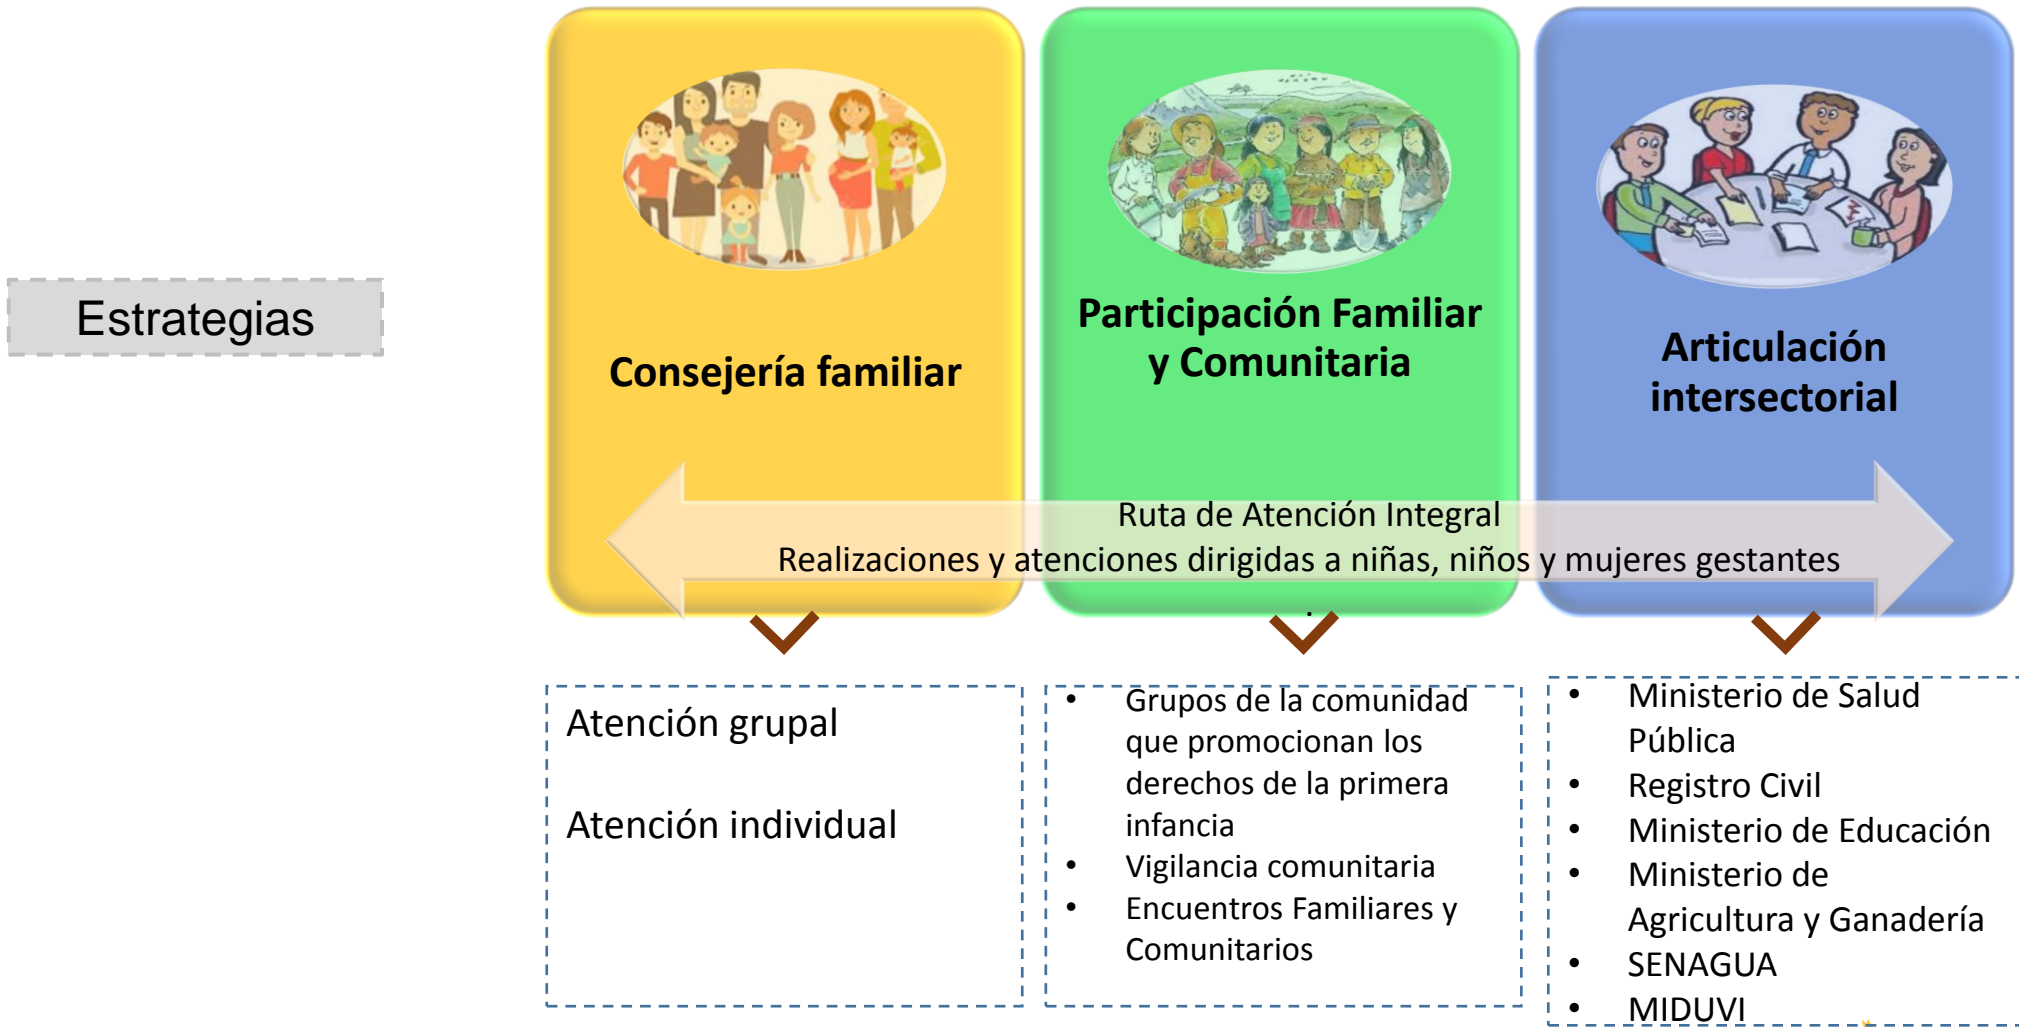 Estrategias
Consejería familiar
Participación Familiar
y Comunitaria
Articulación
intersectorial
Ruta de Atención Integral
Realizaciones y atenciones dirigidas a niñas, niños y mujeres gestantes
.
Atención grupal
Atención individual
• Grupos de la comunidad
que promocionan los
derechos de la primera
infancia
• Vigilancia comunitaria
• Encuentros Familiares y
Comunitarios
• Ministerio de Salud
Pública
• Registro Civil
• Ministerio de Educación
• Ministerio de
Agricultura y Ganadería
• SENAGUA
• MIDUVI